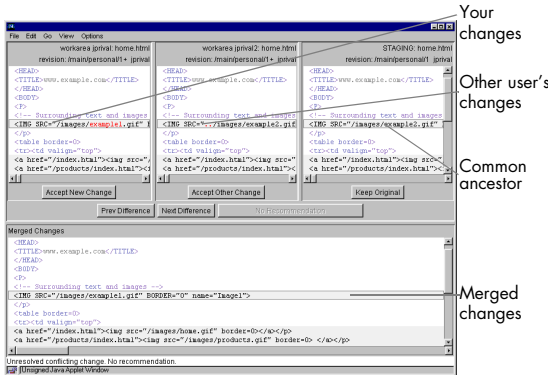 File Edit Go View Options
workarea jprival: home.html
revision: /main/personal/1+ jprival
<HEAD>
<TITLE>www.example.com</TITLE>
</HEAD>
<BODY>
<P>
<!-- Surrounding text and images
<IMG SRC="/images/example1.gif"
</p>
<table border=0>
<tr><td valign="top">
<a href="/index.html"><img src="/
<a href="/products/index.html"><i
Accept New Change
workarea jprival2: home.html
revision: /main/personal/1+ jprival
<HEAD>
<TITLE>www.example.com</TITLE>
</HEAD>
<BODY>
<P>
<!-- Surrounding text and images
<IMG SRC="../images/example2.gif
</p>
<table border=0>
<tr><td valign="top">
<a href="/index.html"><img src="
<a href="/products/index.html"><
Accept Other Change
STAGING: home.html
revision: /main/personal/1 jprival
<HEAD>
<TITLE>www.example.com</TITLE>
</HEAD>
<BODY>
<P>
<!-- Surrounding text and images
<IMG SRC="/images/example2.gif"
</p>
<table border=0>
<tr><td valign="top">
<a href="/index.html"><img src="
<a href="/products/index.html"><i
Keep Original
Prev Difference
Next Difference
No Recommendation
Merged Changes
<HEAD>
<TITLE>www.example.com</TITLE>
</HEAD>
<BODY>
<P>
<!-- Surrounding text and images -->
<IMG SRC="/images/example1.gif" BORDER="0" name="Image1">
</p>
<table border=0>
<tr><td valign="top">
<a href="/index.html"><img src="/images/home.gif" border=0></a></p>
<a href="/products/index.html"><img src="/images/products.gif" border=0> </a></p>
Unresolved conflicting change. No recommendation.
Unsigned Java Applet Window
Your
changes
Other user's
changes
Common
ancestor
Merged
changes